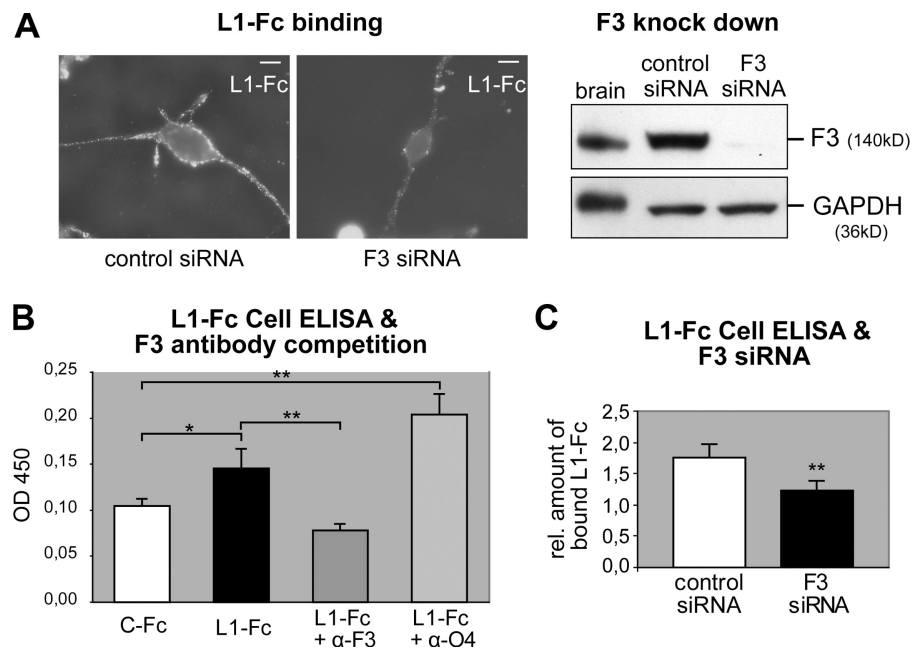 A
L1-Fc binding
F3 knock down
L1-Fc
L1-Fc
control siRNA
F3 siRNA
brain
control
siRNA
F3
siRNA
F3 (140kD)
GAPDH
(36kD)
B
L1-Fc Cell ELISA &
F3 antibody competition
OD 450
0,25
0,20
0,15
0,10
0,05
0,00
**
*
**
C-Fc
L1-Fc
L1-Fc
+ α-F3
L1-Fc
+ α-O4
C
L1-Fc Cell ELISA &
F3 siRNA
rel. amount of
bound L1-Fc
2,5
2,0
1,5
1,0
0,5
0,0
**
control
siRNA
F3
siRNA